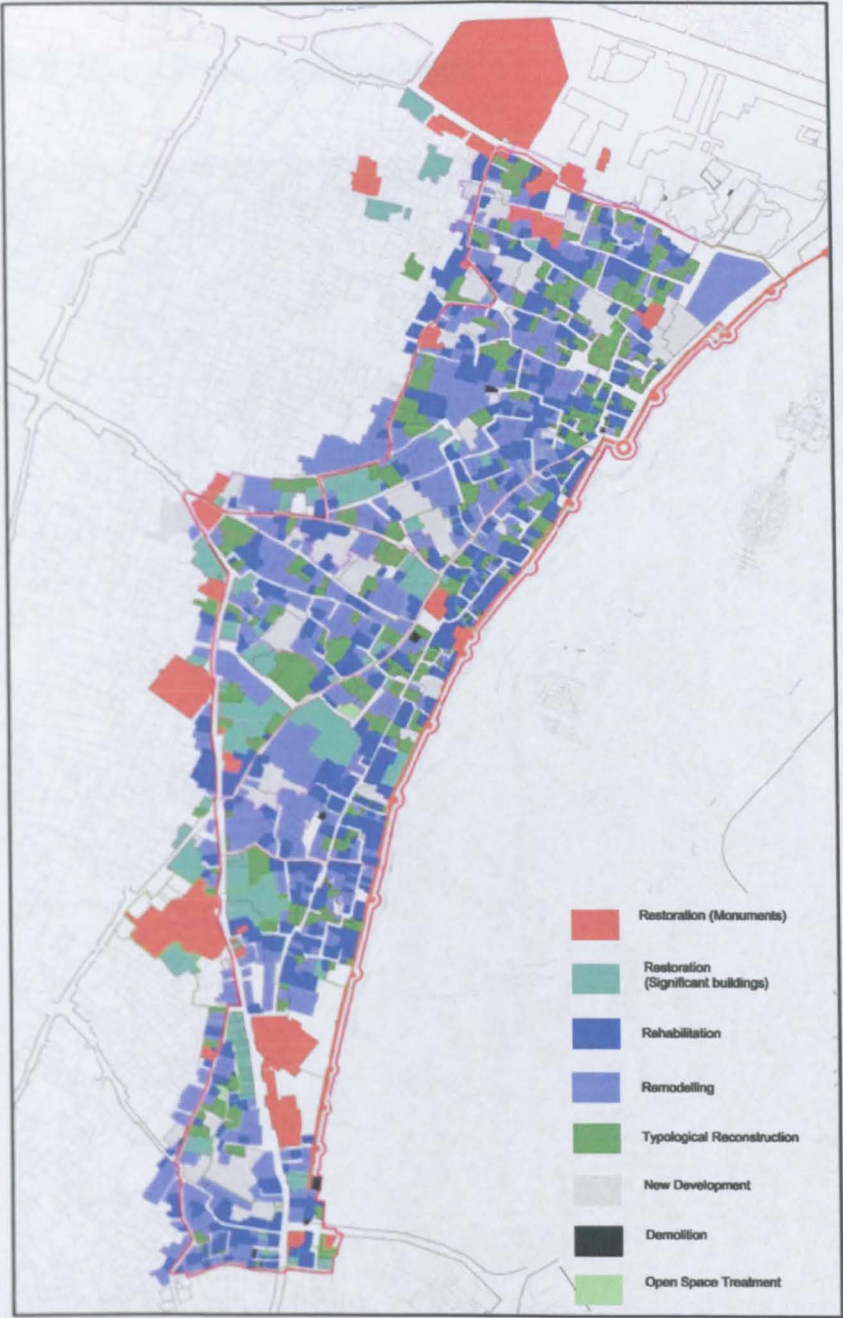 Restoration (Monuments)
Restoration
(Significant buildings)
Rehabilitation
Remodelling
Typological Reconstruction
New Development
Demolition
Open Space Treatment